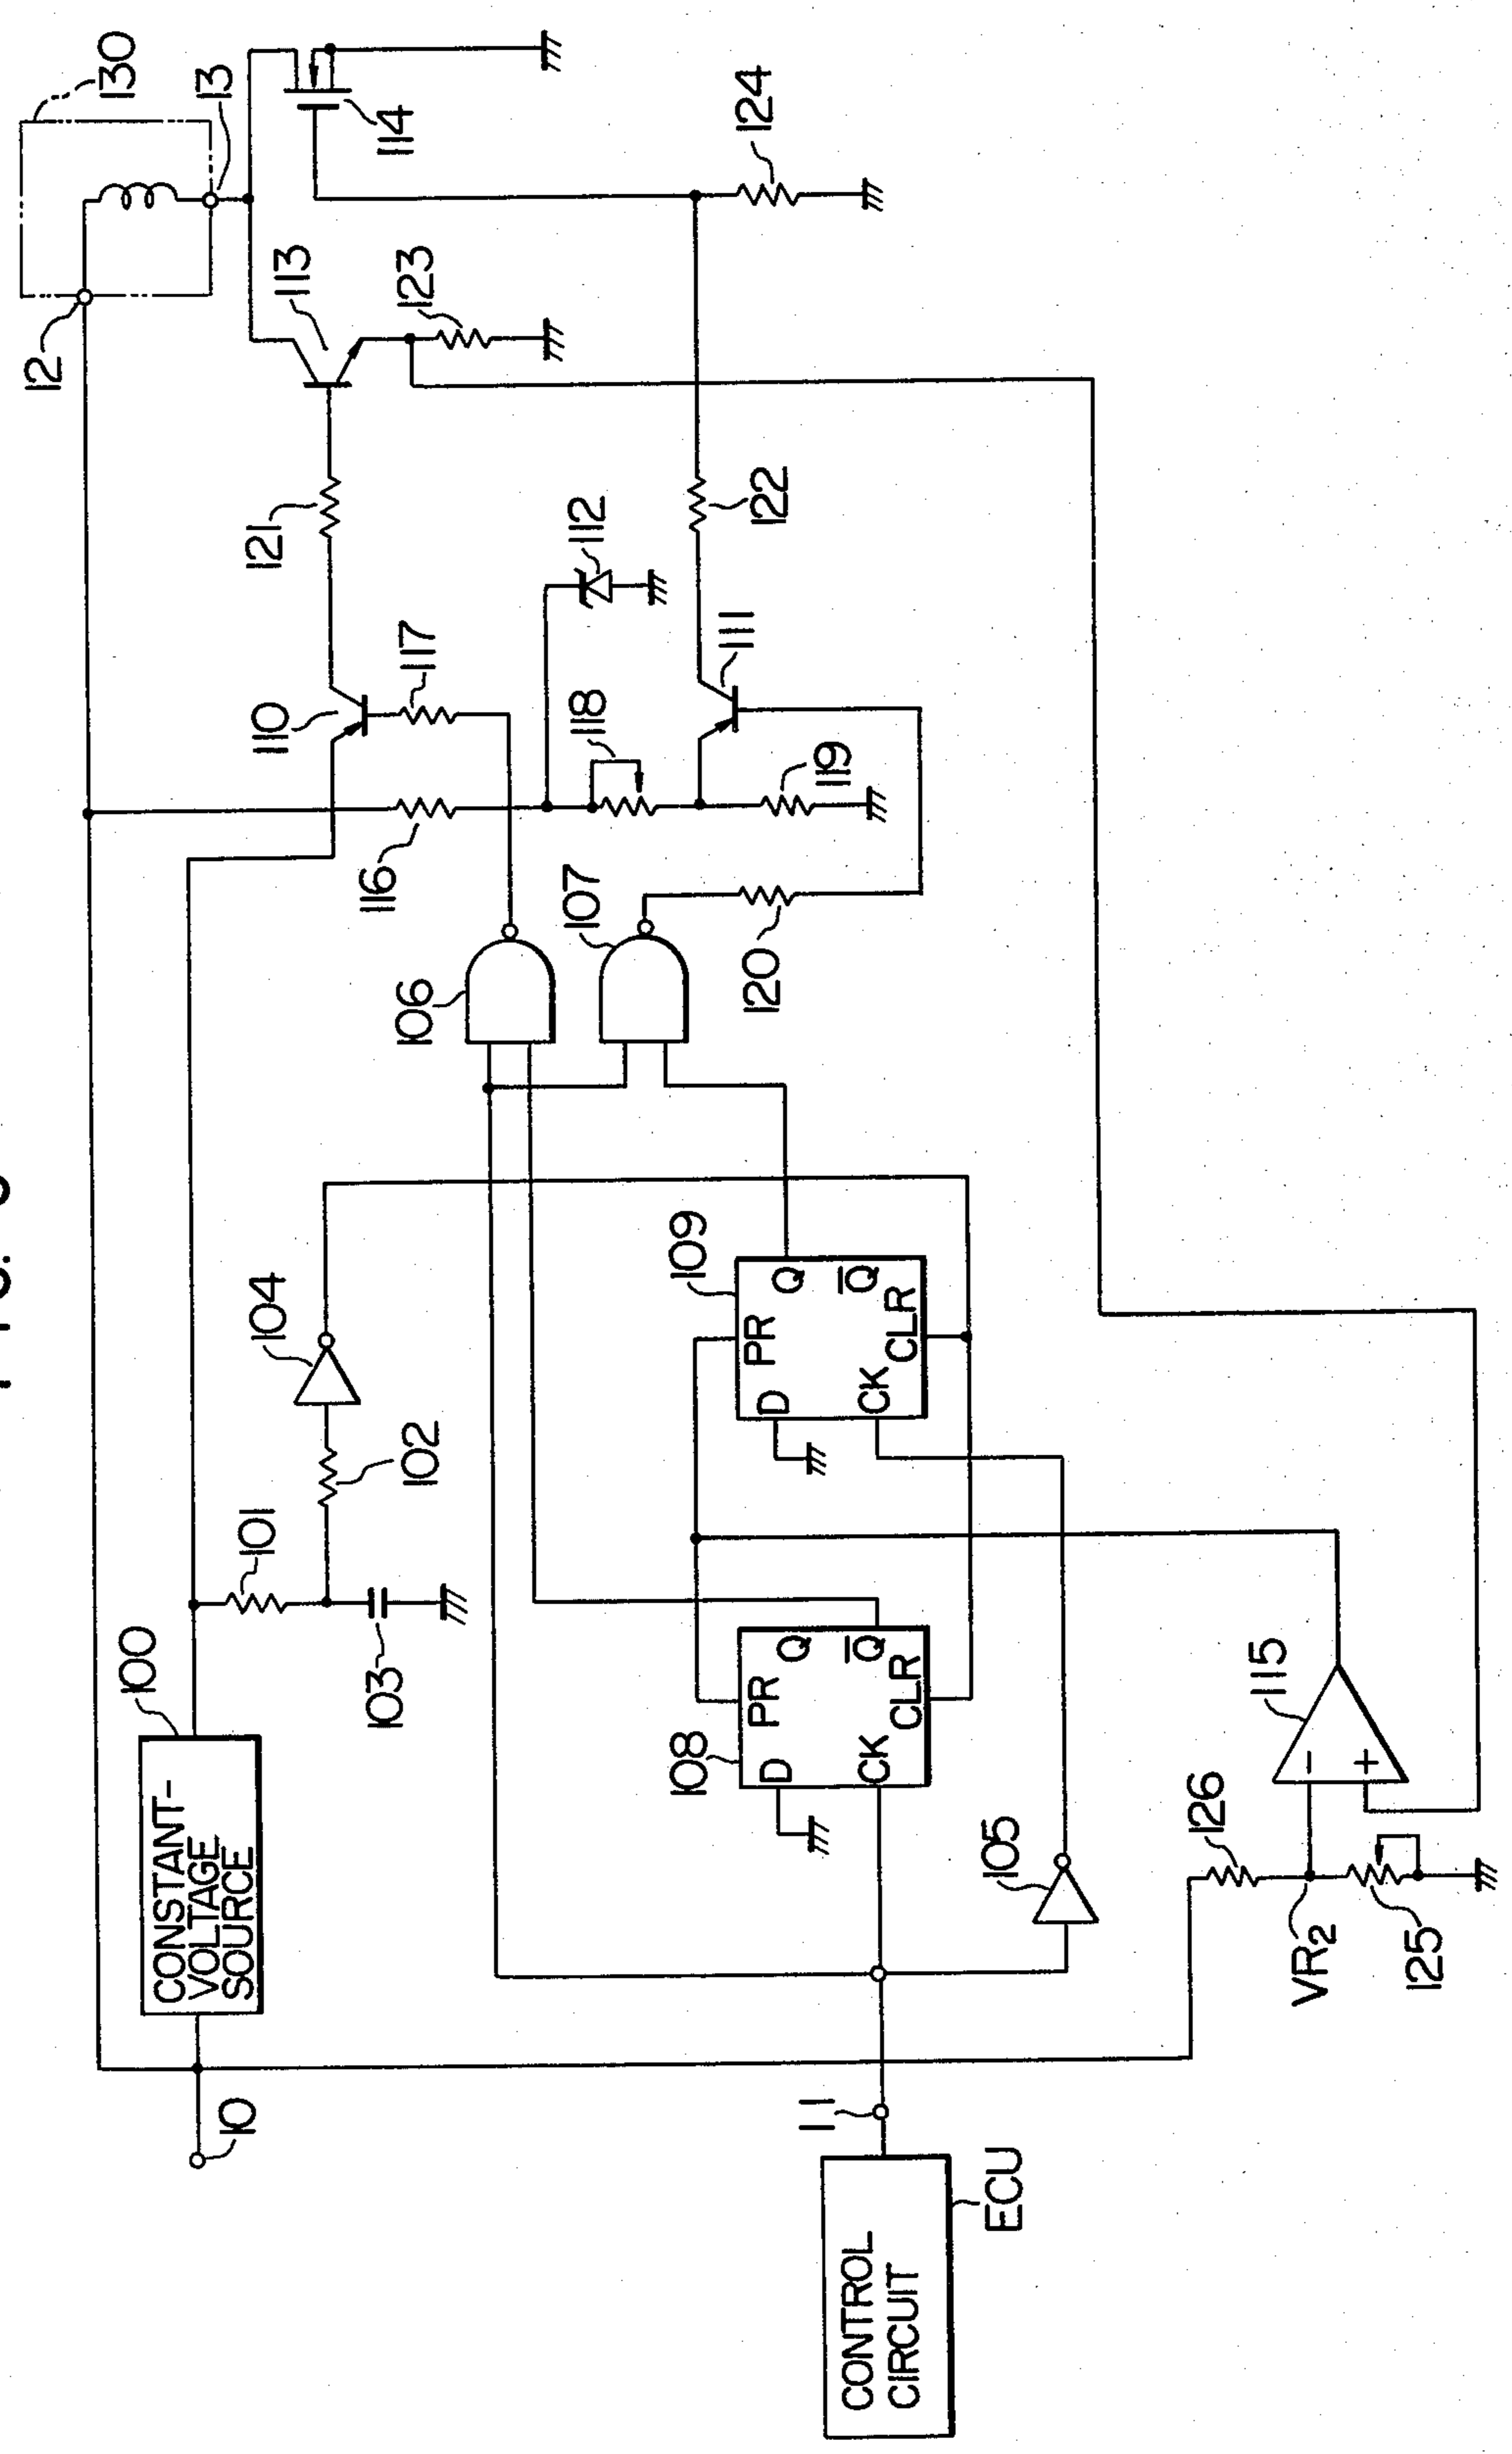 130
13
12
113
114
123
124
121
112
122
110
117
118
111
119
116
107
106
120
104
109
PR
D
Q
Q
CK
CLR
102
101
103
100
CONSTANT-
VOLTAGE
SOURCE
108
PR
D
Q
Q
CK
CLR
115
-
+
105
126
VR2
125
10
11
ECU
CONTROL
CIRCUIT